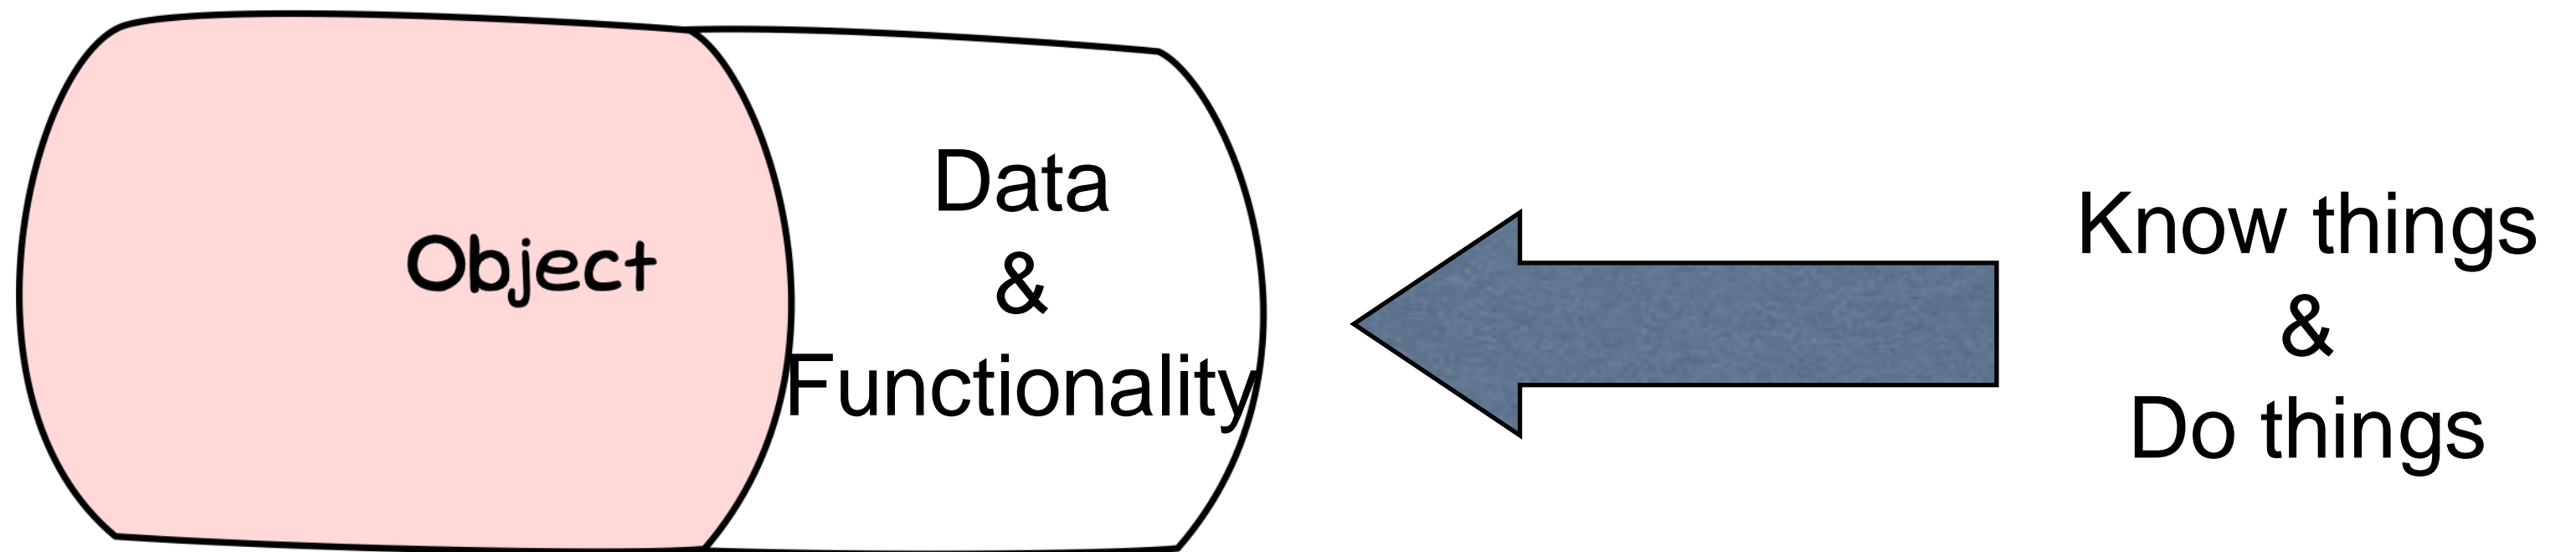 Object
Data
&
Functionality
Know things
&
Do things